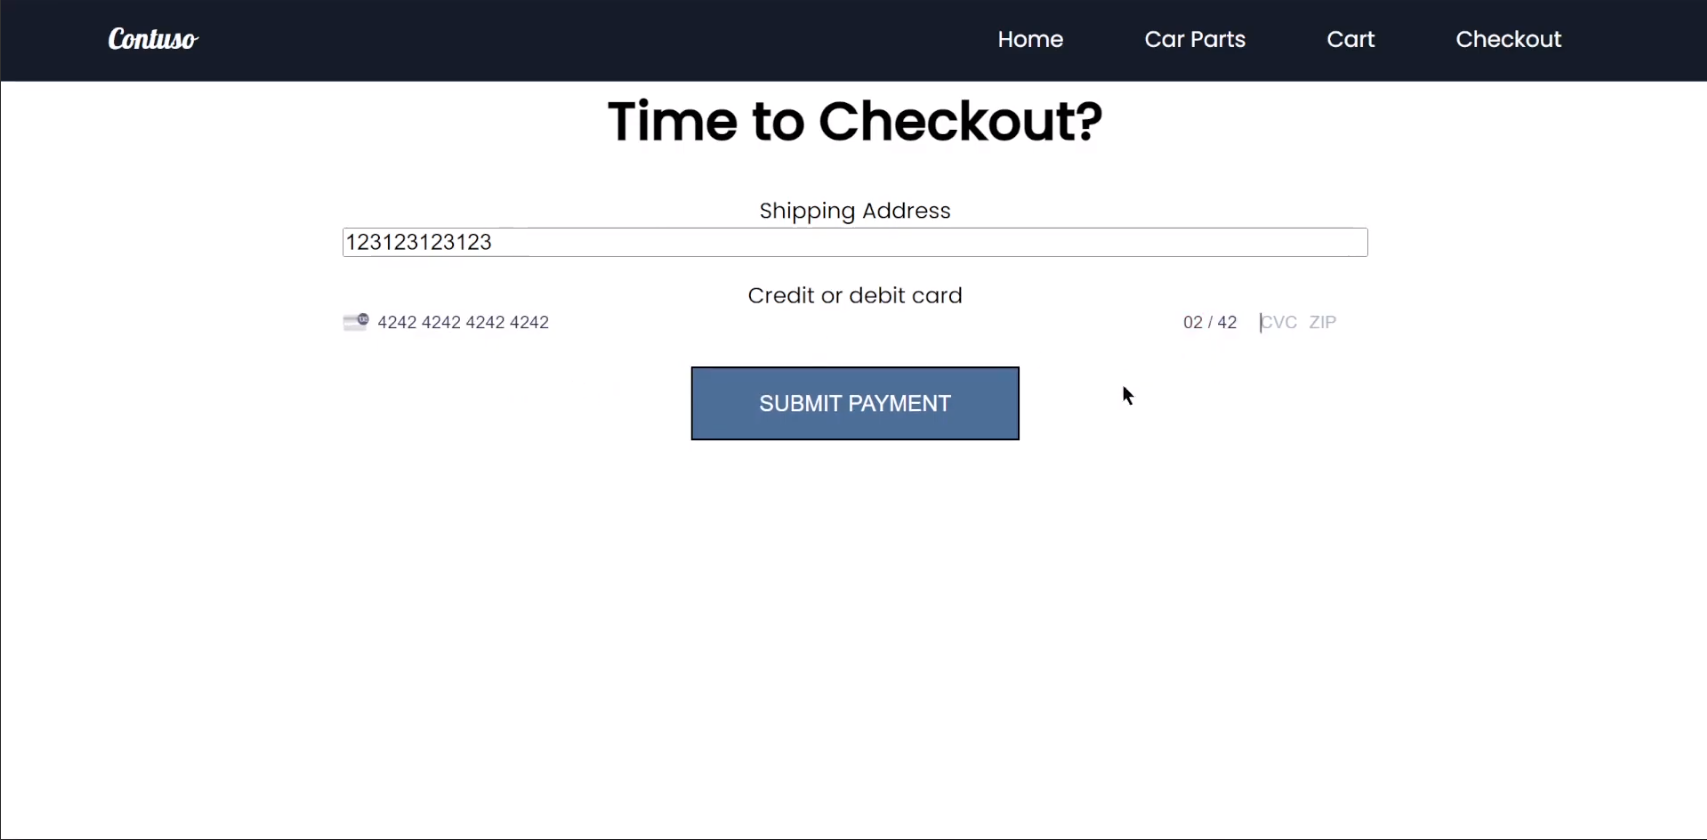 Contuso Home Car Parts Cart Checkout
Time to Checkout?
Shipping Address
123123123123
Credit or debit card
4242 4242 4242 4242 02 / 42 CVC ZIP
SUBMIT PAYMENT